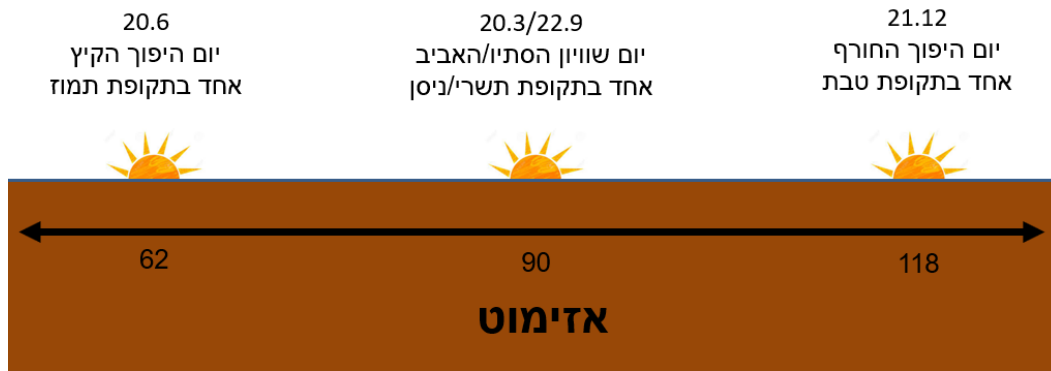 20.6
יום היפוך הקיץ
אחד בתקופת תמוז
20.3/22.9
יום שוויון הסתיו/האביב
אחד בתקופת תשרי/ניסן
21.12
יום היפוך החורף
אחד בתקופת טבת
62
90
118
אזימוט